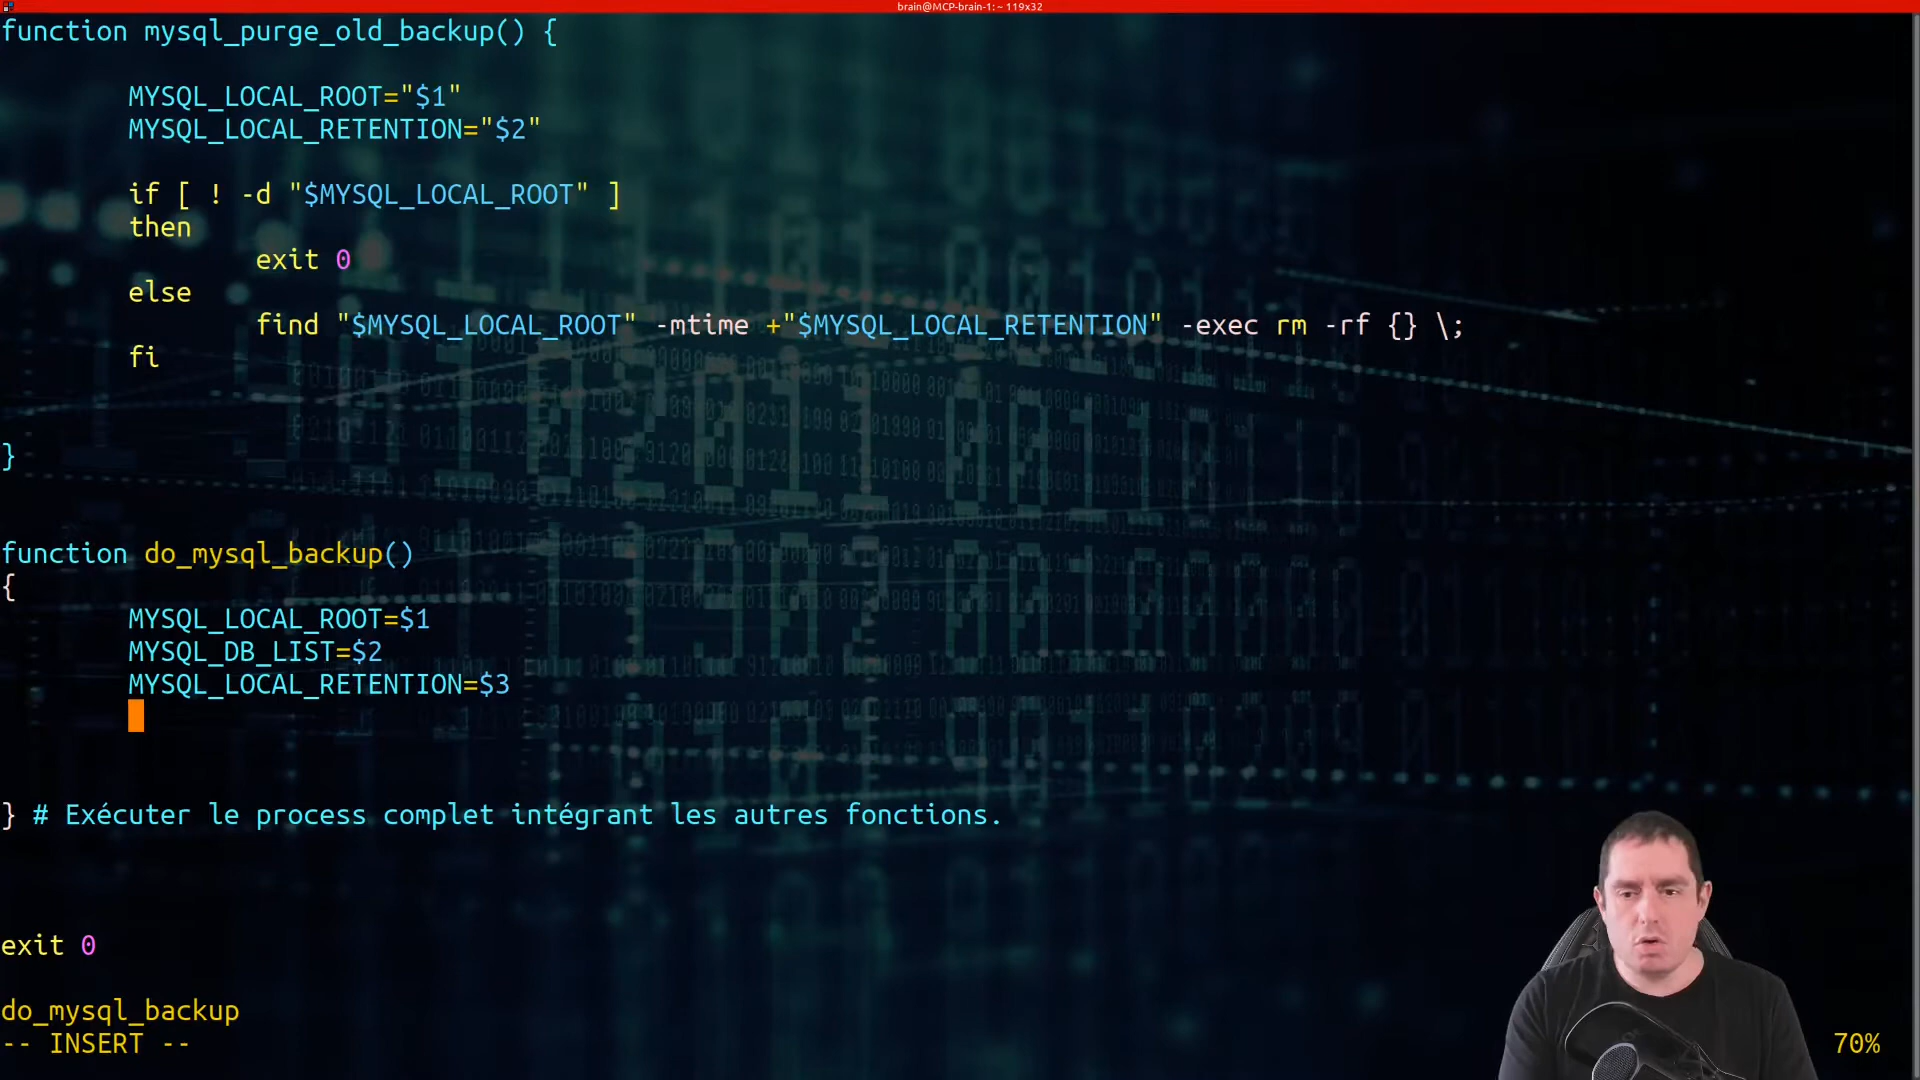 brain@MCP-brain-1: ~ 119x32
function mysql_purge_old_backup() {
MYSQL_LOCAL_ROOT="$1"
MYSQL_LOCAL_RETENTION="$2"
if [ ! -d "$MYSQL_LOCAL_ROOT" ]
then
exit 0
else
find "$MYSQL_LOCAL_ROOT" -mtime +"$MYSQL_LOCAL_RETENTION" -exec rm -rf {} \;
fi
}
function do_mysql_backup()
{
MYSQL_LOCAL_ROOT=$1
MYSQL_DB_LIST=$2
MYSQL_LOCAL_RETENTION=$3
} # Exécuter le process complet intégrant les autres fonctions.
exit 0
do_mysql_backup
-- INSERT --
70%